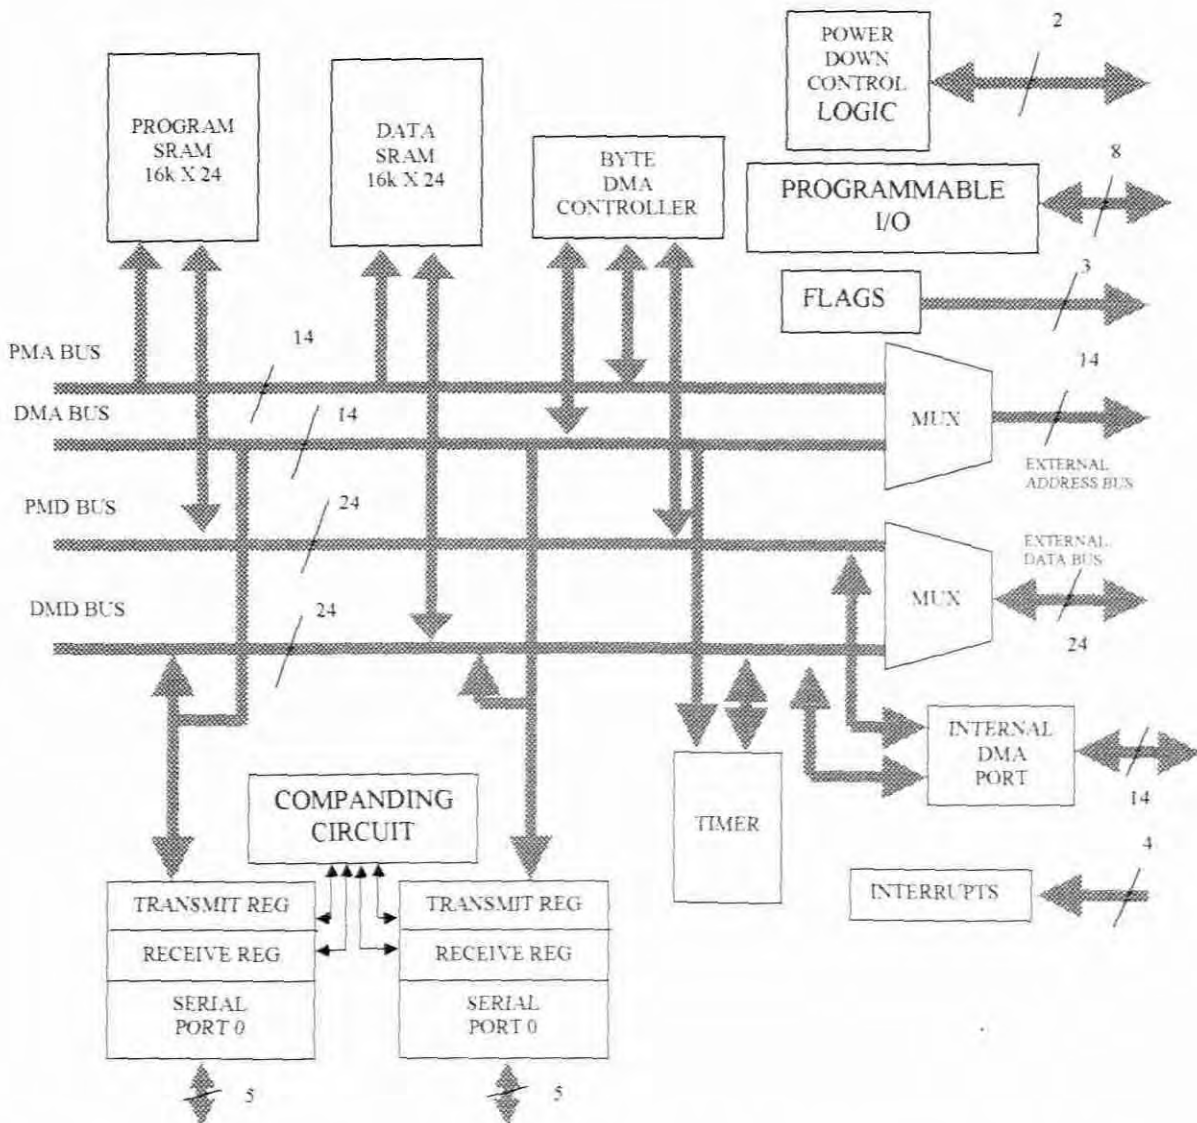 POWER
DOWN
CONTROL
LOGIC
2
PROGRAM
SRAM
16k X 24
DATA
SRAM
16k X 24
BYTE
DMA
CONTROLLER
PROGRAMMABLE
I/O
8
FLAGS
3
PMA BUS
14
DMA BUS
14
MUX
14
EXTERNAL
ADDRESS BUS
PMD BUS
24
EXTERNAL
DATA BUS
DMD BUS
24
MUX
24
INTERNAL
DMA
PORT
14
COMPANDING
CIRCUIT
TIMER
INTERRUPTS
4
TRANSMIT REG
RECEIVE REG
SERIAL
PORT 0
5
TRANSMIT REG
RECEIVE REG
SERIAL
PORT 0
5